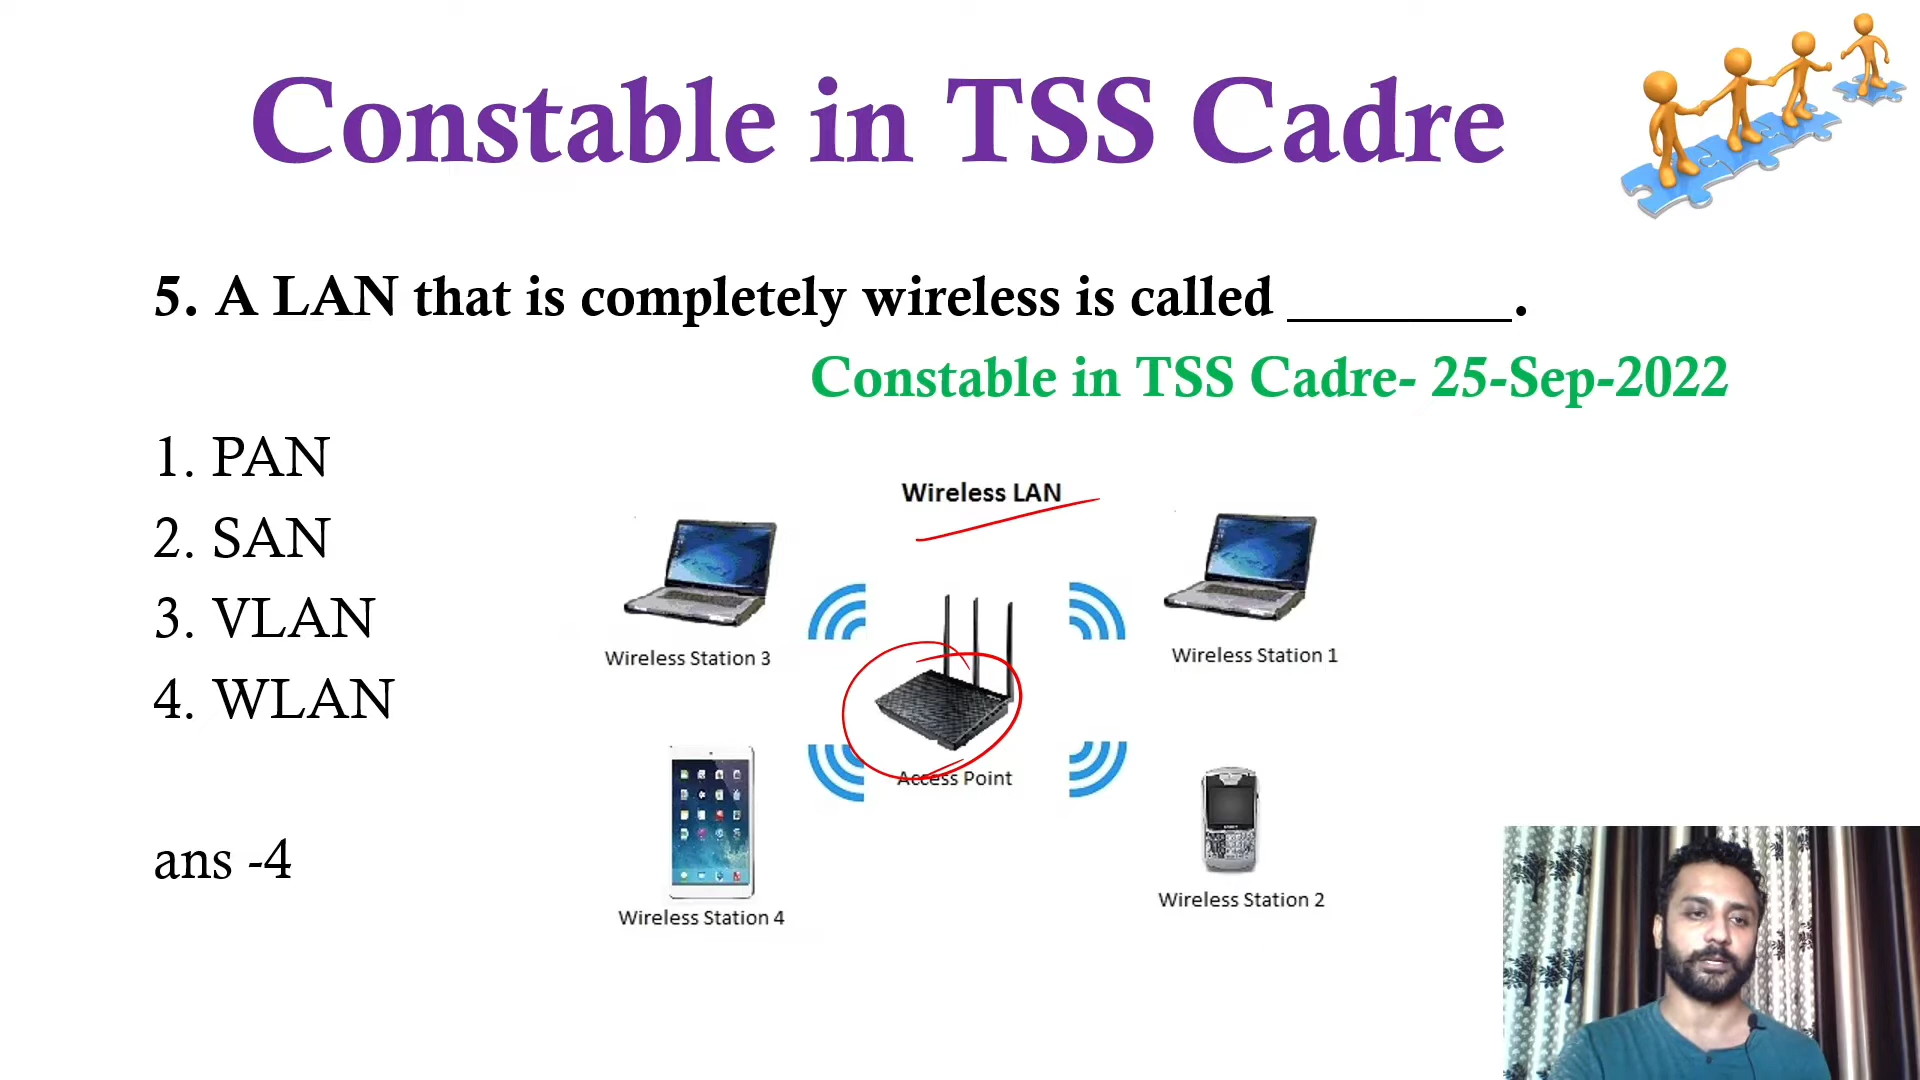 Constable in TSS Cadre
5. A LAN that is completely wireless is called ________.
Constable in TSS Cadre- 25-Sep-2022
1. PAN
2. SAN
3. VLAN
4. WLAN
ans -4
Wireless LAN
Wireless Station 3
Wireless Station 1
Access Point
Wireless Station 4
Wireless Station 2